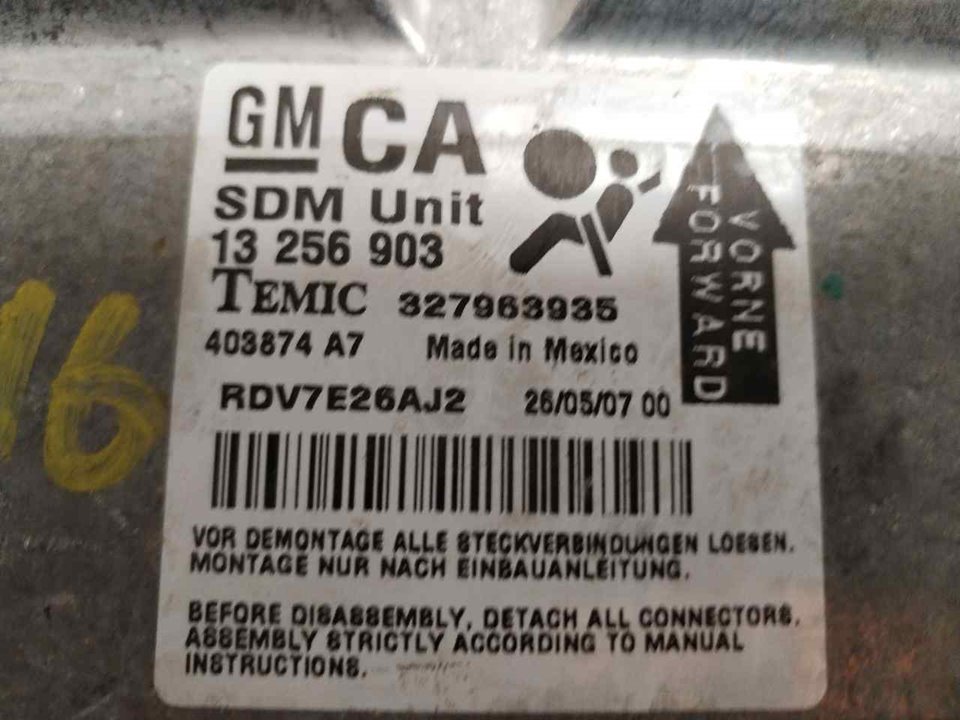 GM CA
SDM Unit
13 256 903
TEMIC 327963935
403874 A7 Made in Mexico
RDV7E26AJ2 26/05/07 00
VORNE
FORWARD
VOR DEMONTAGE ALLE STECKVERBINDUNGEN LOESEN.
MONTAGE NUR NACH EINBAUANLEITUNG.
BEFORE DISASSEMBLY, DETACH ALL CONNECTORS.
ASSEMBLY STRICTLY ACCORDING TO MANUAL
INSTRUCTIONS.
16